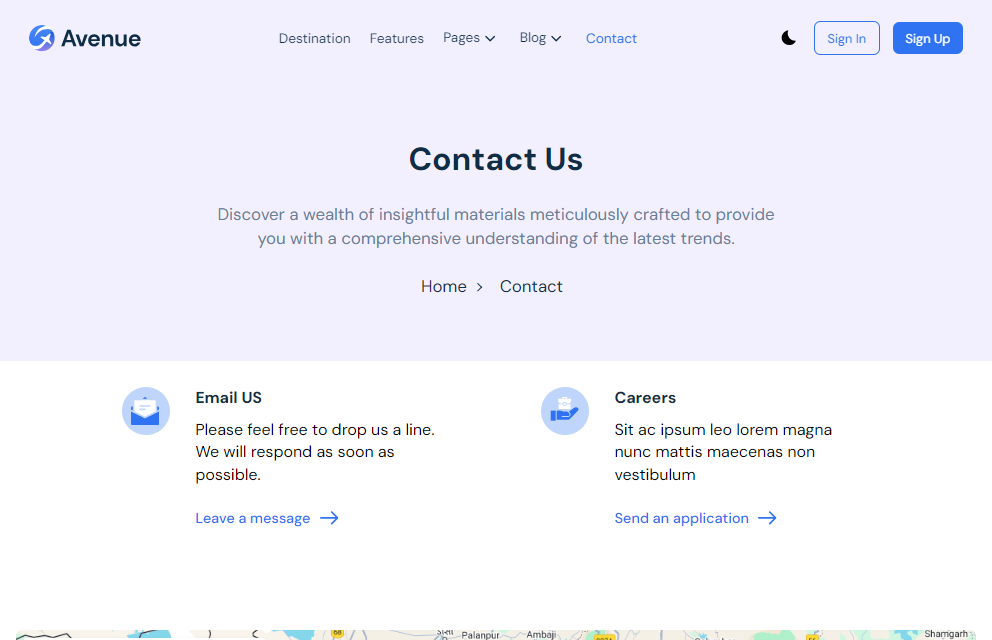 Avenue
Destination
Features
Pages
Blog
Contact
Sign In
Sign Up
Contact Us
Discover a wealth of insightful materials meticulously crafted to provide
you with a comprehensive understanding of the latest trends.
Home > Contact
Email US
Please feel free to drop us a line.
We will respond as soon as
possible.
Leave a message
Careers
Sit ac ipsum leo lorem magna
nunc mattis maecenas non
vestibulum
Send an application
Palanpur
Ambaji
Shamgarh